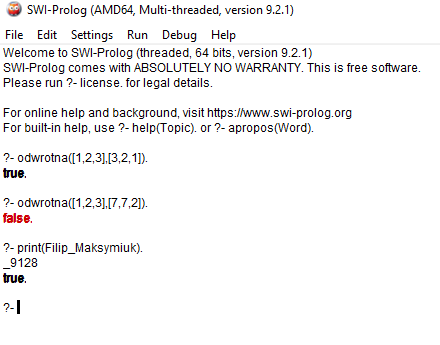 SWI-Prolog (AMD64, Multi-threaded, version 9.2.1)
File Edit Settings Run Debug Help
Welcome to SWI-Prolog (threaded, 64 bits, version 9.2.1)
SWI-Prolog comes with ABSOLUTELY NO WARRANTY. This is free software.
Please run ?- license. for legal details.
For online help and background, visit https://www.swi-prolog.org
For built-in help, use ?- help(Topic). or ?- apropos(Word).
?- odwrotna([1,2,3],[3,2,1]).
true.
?- odwrotna([1,2,3],[7,7,2]).
false.
?- print(Filip_Maksymiuk).
_9128
true.
?-